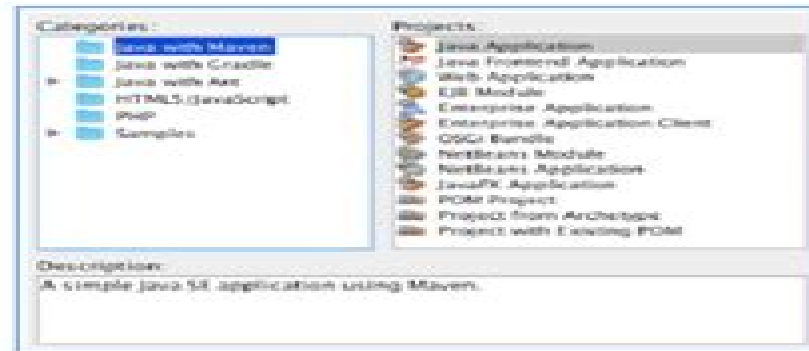 Categories:
Java with Maven
Java with Gradle
Java with Ant
HTML5/JavaScript
PHP
Samples
Projects:
Java Application
Java Frontend Application
Web Application
EJB Module
Enterprise Application
Enterprise Application Client
OSGi Bundle
NetBeans Module
NetBeans Application
JavaFX Application
POM Project
Project from Archetype
Project with Existing POM
Description:
A simple Java SE application using Maven.